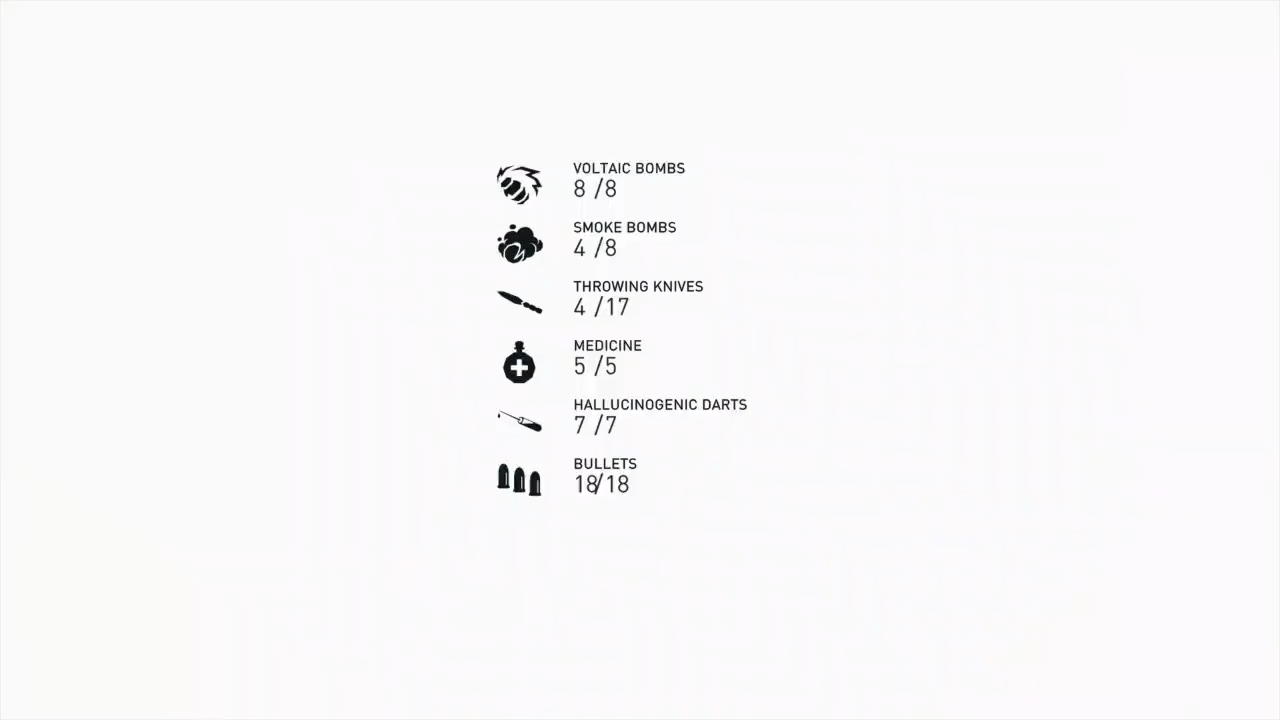 VOLTAIC BOMBS
8 /8
SMOKE BOMBS
4 /8
THROWING KNIVES
4 /17
MEDICINE
5 /5
HALLUCINOGENIC DARTS
7 /7
BULLETS
18/18